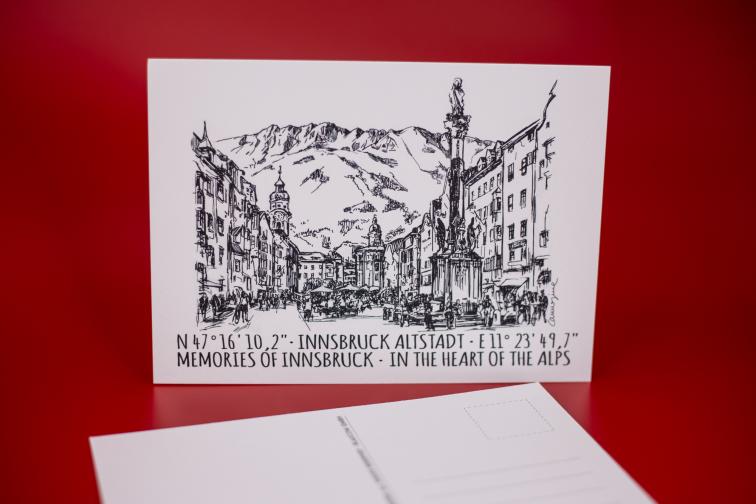 N 47° 16' 10,2" · INNSBRUCK ALTSTADT · E 11° 23' 49,7"
MEMORIES OF INNSBRUCK · IN THE HEART OF THE ALPS